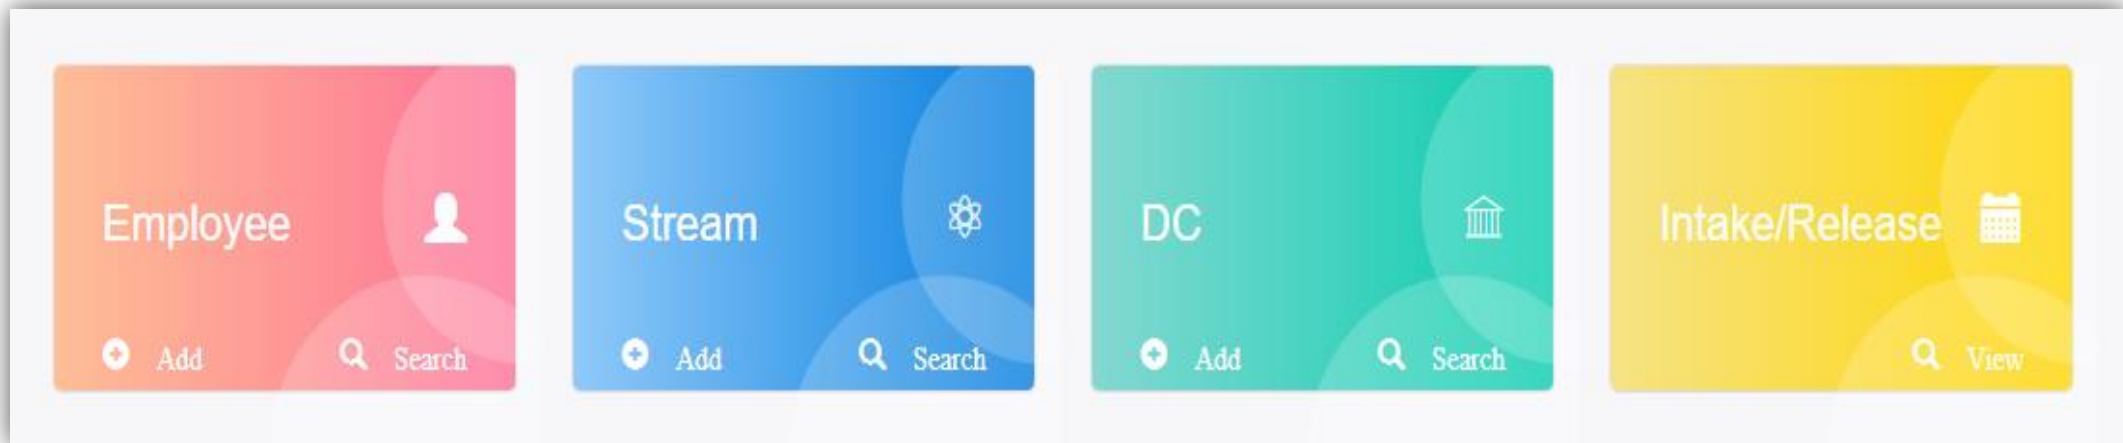 Employee
Add Search
Stream
Add Search
DC
Add Search
Intake/Release
View